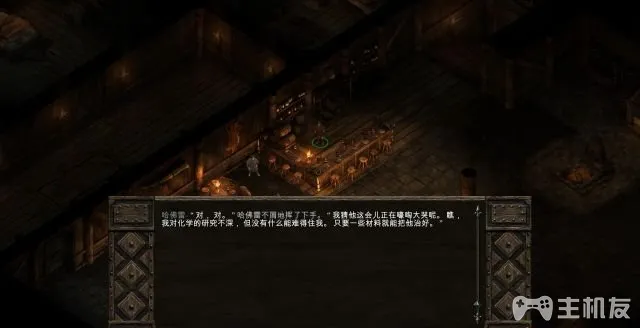 哈佛雷 “对，对。”哈佛雷不屑地挥了下手。“我猜他这会儿正在嚎啕大哭呢。 瞧，
我对化学的研究不深，但没有什么能难得住我。 只要一些材料就能把他治好。”
主机友